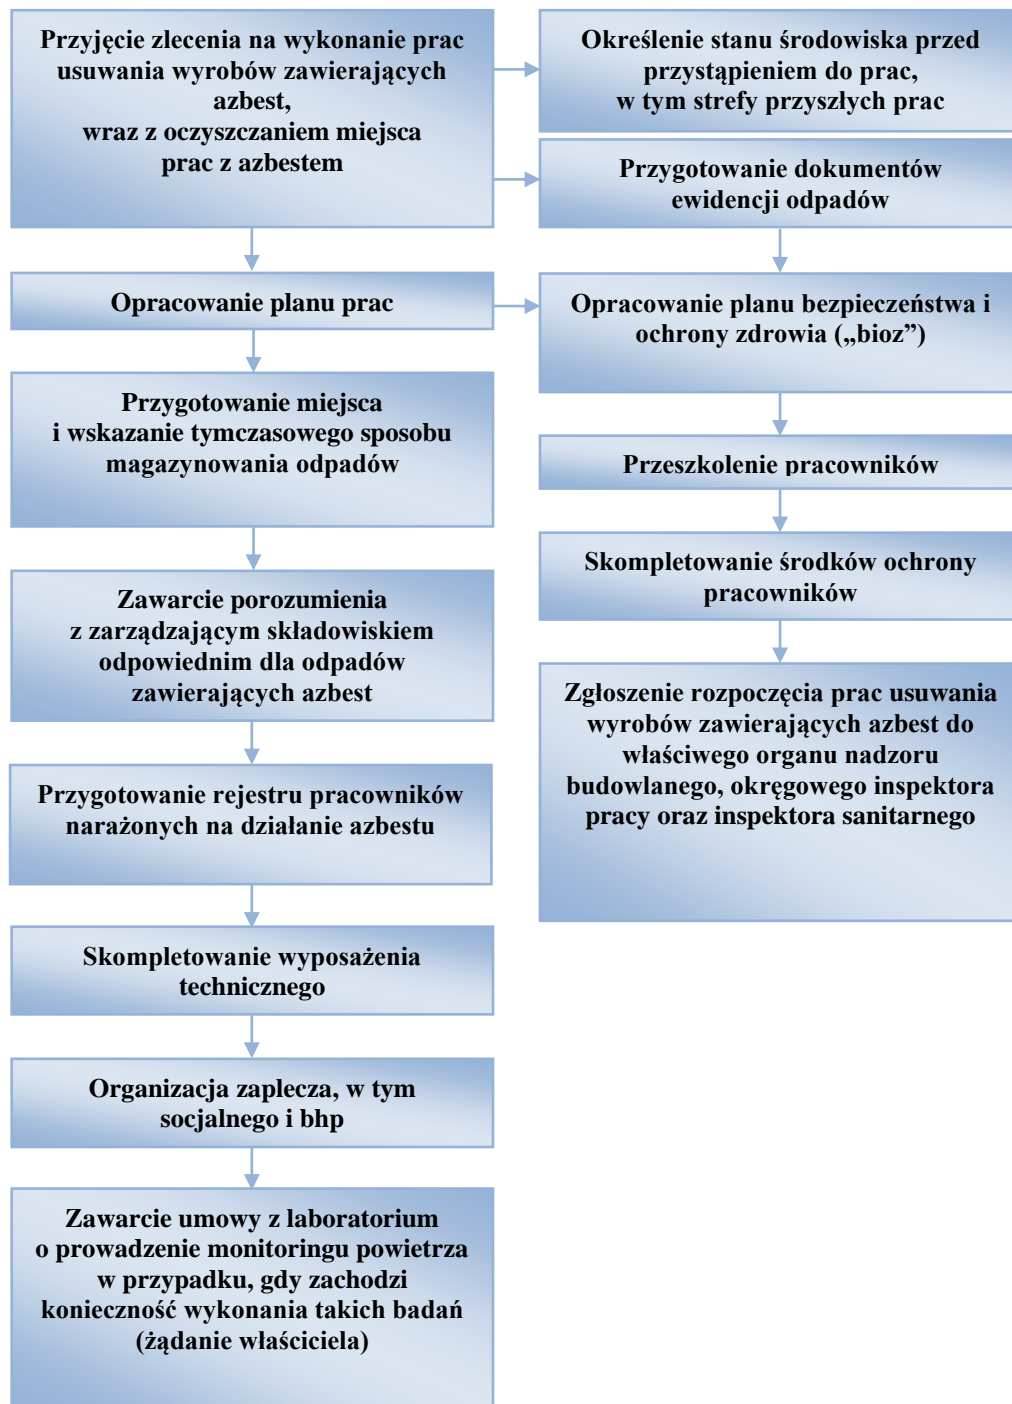 Przyjęcie zlecenia na wykonanie prac
usuwania wyrobów zawierających
azbest,
wraz z oczyszczaniem miejsca
prac z azbestem
Opracowanie planu prac
Przygotowanie miejsca
i wskazanie tymczasowego sposobu
magazynowania odpadów
Zawarcie porozumienia
z zarządzającym składowiskiem
odpowiednim dla odpadów
zawierających azbest
Przygotowanie rejestru pracowników
narażonych na działanie azbestu
Skompletowanie wyposażenia
technicznego
Organizacja zaplecza, w tym
socjalnego i bhp
Zawarcie umowy z laboratorium
o prowadzenie monitoringu powietrza
w przypadku, gdy zachodzi
konieczność wykonania takich badań
(żądanie właściciela)
Określenie stanu środowiska przed
przystąpieniem do prac,
w tym strefy przyszłych prac
Przygotowanie dokumentów
ewidencji odpadów
Opracowanie planu bezpieczeństwa i
ochrony zdrowia („bioz”)
Przeszkolenie pracowników
Skompletowanie środków ochrony
pracowników
Zgłoszenie rozpoczęcia prac usuwania
wyrobów zawierających azbest do
właściwego organu nadzoru
budowlanego, okręgowego inspektora
pracy oraz inspektora sanitarnego